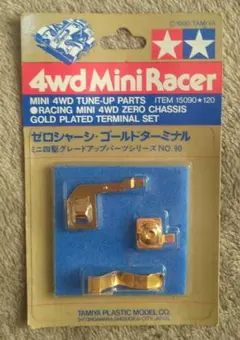 © 1990 TAMIYA
4wd Mini Racer
MINI 4WD TUNE-UP PARTS ITEM 15090★120
●RACING MINI 4WD ZERO CHASSIS
GOLD PLATED TERMINAL SET
ゼロシャーシ・ゴールドターミナル
ミニ四駆グレードアップパーツシリーズ NO.90
TAMIYA PLASTIC MODEL CO.